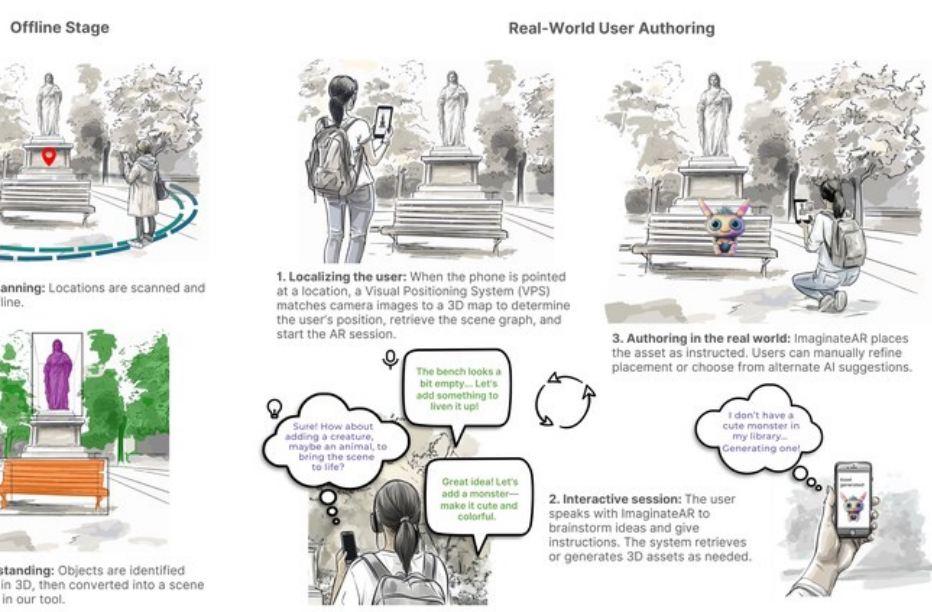 Offline Stage
anning: Locations are scanned and
line.
standing: Objects are identified
in 3D, then converted into a scene
in our tool.
Real-World User Authoring
1. Localizing the user: When the phone is pointed
at a location, a Visual Positioning System (VPS)
matches camera images to a 3D map to determine
the user's position, retrieve the scene graph, and
start the AR session.
The bench looks a
bit empty... Let's
add something to
liven it up!
Sure! How about
adding a creature,
maybe an animal, to
bring the scene
to life?
Great idea! Let's
add a monster—
make it cute and
colorful.
2. Interactive session: The user
speaks with ImaginateAR to
brainstorm ideas and give
instructions. The system retrieves
or generates 3D assets as needed.
I don't have a
cute monster in
my library...
Generating one!
generated!
3. Authoring in the real world: ImaginateAR places
the asset as instructed. Users can manually refine
placement or choose from alternate AI suggestions.